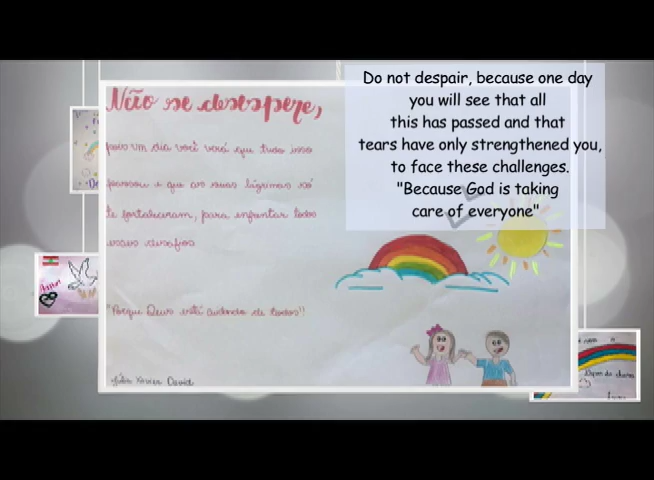 Não se desespere,
pois um dia você verá que tudo isso
passou e que as suas lágrimas só
te fortaleceram, para enfrentar todos
esses desafios
"Porque Deus está cuidando de todos"!
Júlia Xavier David
Do not despair, because one day
you will see that all
this has passed and that
tears have only strengthened you,
to face these challenges.
"Because God is taking
care of everyone"